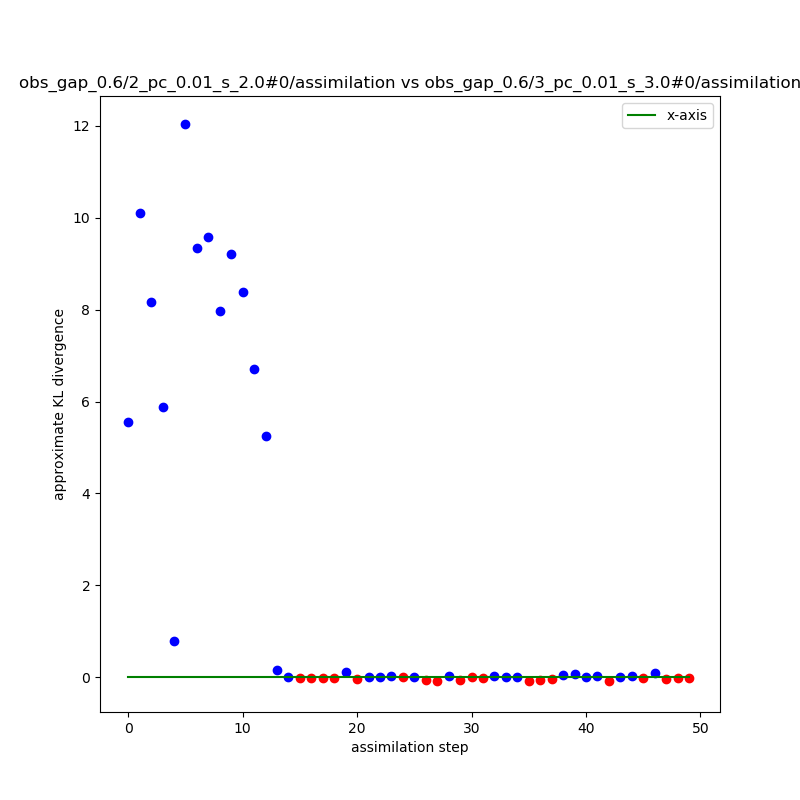 obs_gap_0.6/2_pc_0.01_s_2.0#0/assimilation vs obs_gap_0.6/3_pc_0.01_s_3.0#0/assimilation
x-axis
12
10
8
6
4
2
0
approximate KL divergence
0 10 20 30 40 50
assimilation step